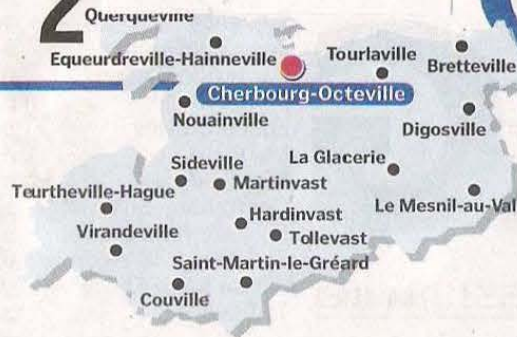 2
Querqueville
Equeurdreville-Hainneville
Tourlaville
Bretteville
Cherbourg-Octeville
Nouainville
Digosville
La Glacerie
Sideville
Martinvast
Teurtheville-Hague
Le Mesnil-au-Val
Hardinvast
Virandeville
Tollevast
Saint-Martin-le-Gréard
Couville